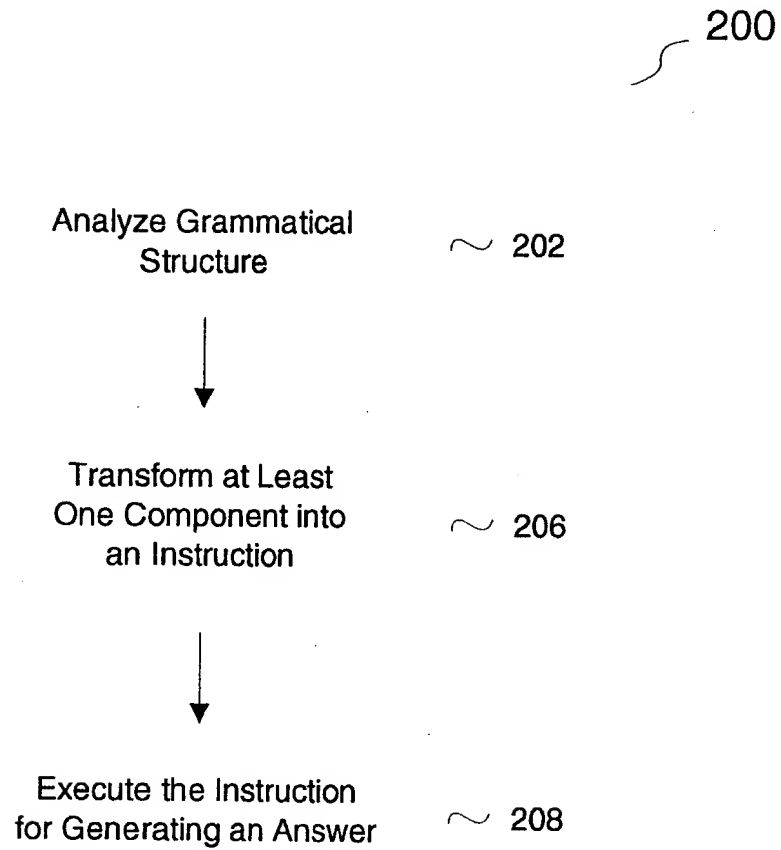 200
Analyze Grammatical
Structure
202
Transform at Least
One Component into
an Instruction
206
Execute the Instruction
for Generating an Answer
208